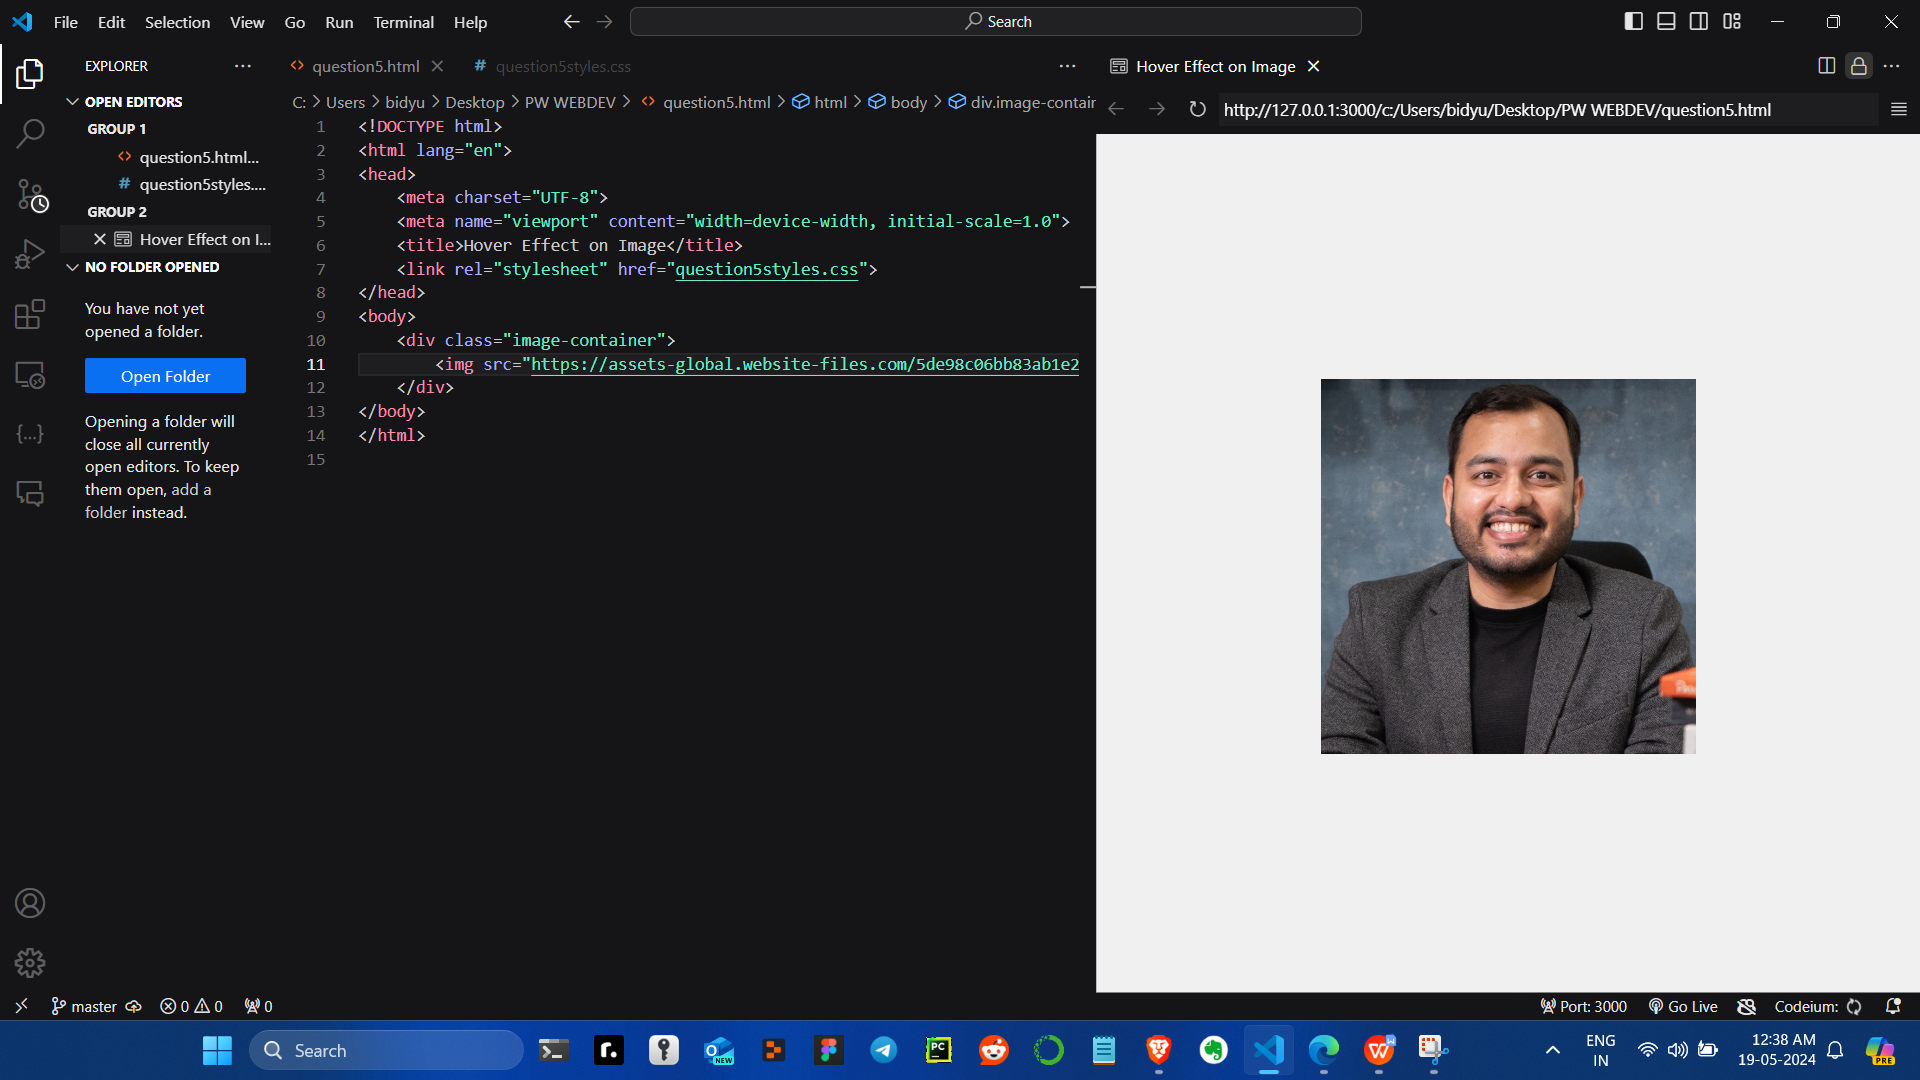 File Edit Selection View Go Run Terminal Help
Search
EXPLORER
OPEN EDITORS
GROUP 1
question5.html...
question5styles....
GROUP 2
Hover Effect on I...
NO FOLDER OPENED
You have not yet
opened a folder.
Open Folder
Opening a folder will
close all currently
open editors. To keep
them open, add a
folder instead.
question5.html
# question5styles.css
C: > Users > bidyu > Desktop > PW WEBDEV > question5.html > html > body > div.image-contair
1 <!DOCTYPE html>
2 <html lang="en">
3 <head>
4 <meta charset="UTF-8">
5 <meta name="viewport" content="width=device-width, initial-scale=1.0">
6 <title>Hover Effect on Image</title>
7 <link rel="stylesheet" href="question5styles.css">
8 </head>
9 <body>
10 <div class="image-container">
11 <img src="https://assets-global.website-files.com/5de98c06bb83ab1e2
12 </div>
13 </body>
14 </html>
15
Hover Effect on Image
http://127.0.0.1:3000/c:/Users/bidyu/Desktop/PW WEBDEV/question5.html
master 0 0 0
Port: 3000 Go Live Codeium:
Search
NEW
PC
W
ENG
IN
12:38 AM
19-05-2024
PRE